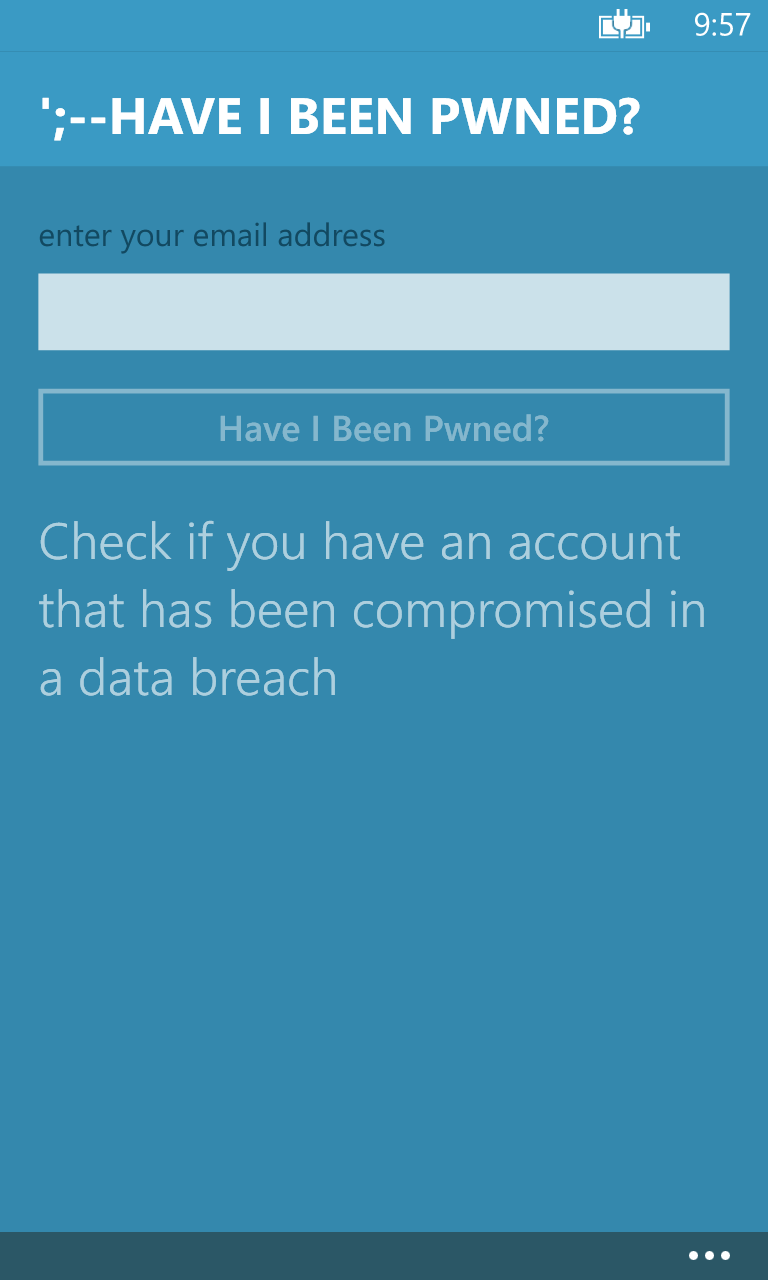 9:57
';--HAVE I BEEN PWNED?
enter your email address
Have I Been Pwned?
Check if you have an account
that has been compromised in
a data breach